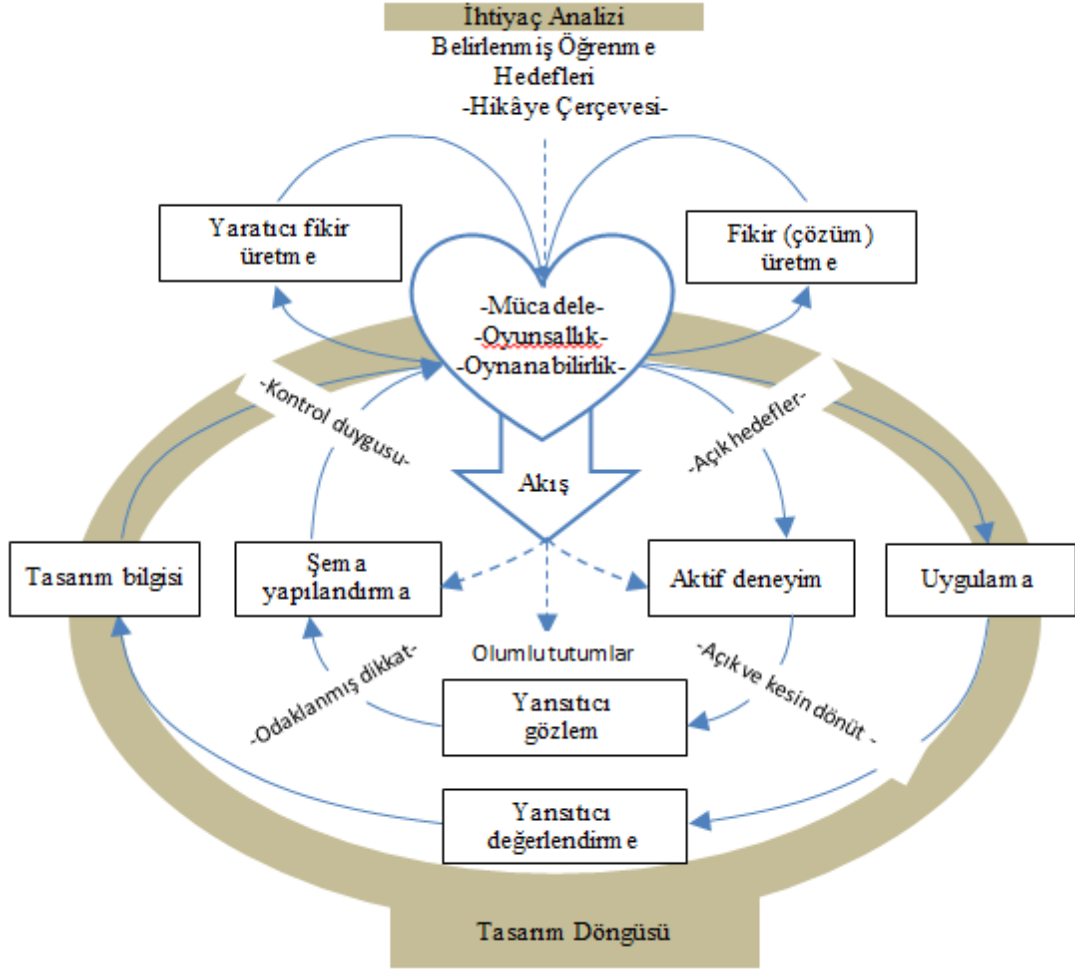 İhtiyaç Analizi
Belirlenmiş Öğrenme
Hedefleri
-Hikâye Çerçevesi-
Yaratıcı fikir
üretme
Fikir (çözüm)
üretme
-Mücadele-
-Oyunsallık-
-Oynanabilirlik-
-Kontrol duygusu-
-Açık hedefler-
Akış
Tasarım bilgisi
Şema
yapılandırma
Aktif deneyim
Uygulama
Olumlu tutumlar
-Odaklanmış dikkat-
-Açık ve kesin dönüt -
Yansıtıcı
gözlem
Yansıtıcı
değerlendirme
Tasarım Döngüsü